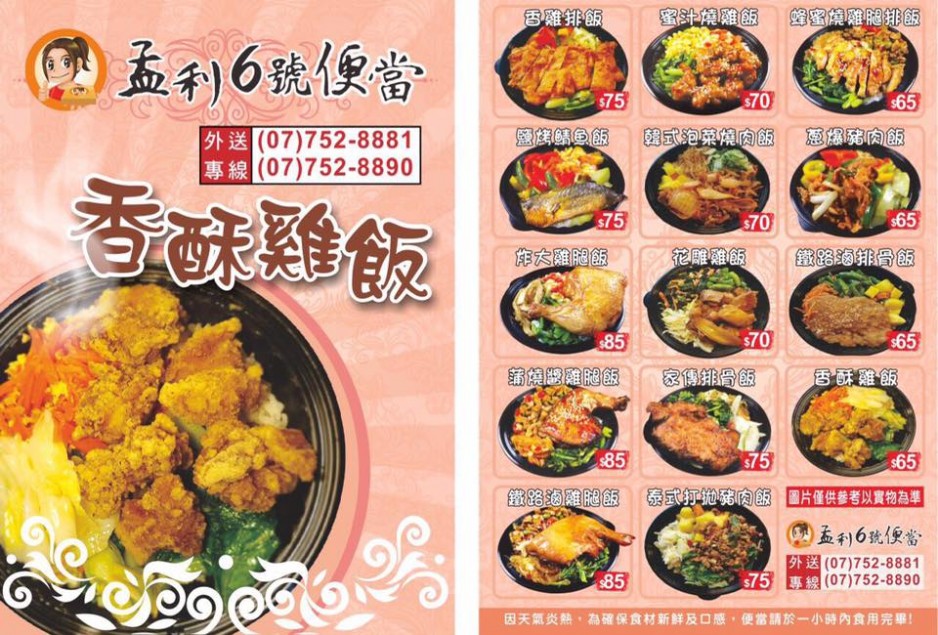 孟利6號便當
外送專線
(07)752-8881
(07)752-8890
香酥雞飯
香雞排飯
$75
蜜汁燒雞飯
$70
蜂蜜燒雞腿排飯
$65
鹽烤鯖魚飯
$75
韓式泡菜燒肉飯
$70
蔥爆豬肉飯
$65
炸大雞腿飯
$85
花雕雞飯
$70
鐵路滷排骨飯
$65
蒲燒醬雞腿飯
$85
家傳排骨飯
$75
香酥雞飯
$65
鐵路滷雞腿飯
$85
泰式打拋豬肉飯
$75
圖片僅供參考以實物為準
孟利6號便當
外送專線
(07)752-8881
(07)752-8890
因天氣炎熱，為確保食材新鮮及口感，便當請於一小時內食用完畢!